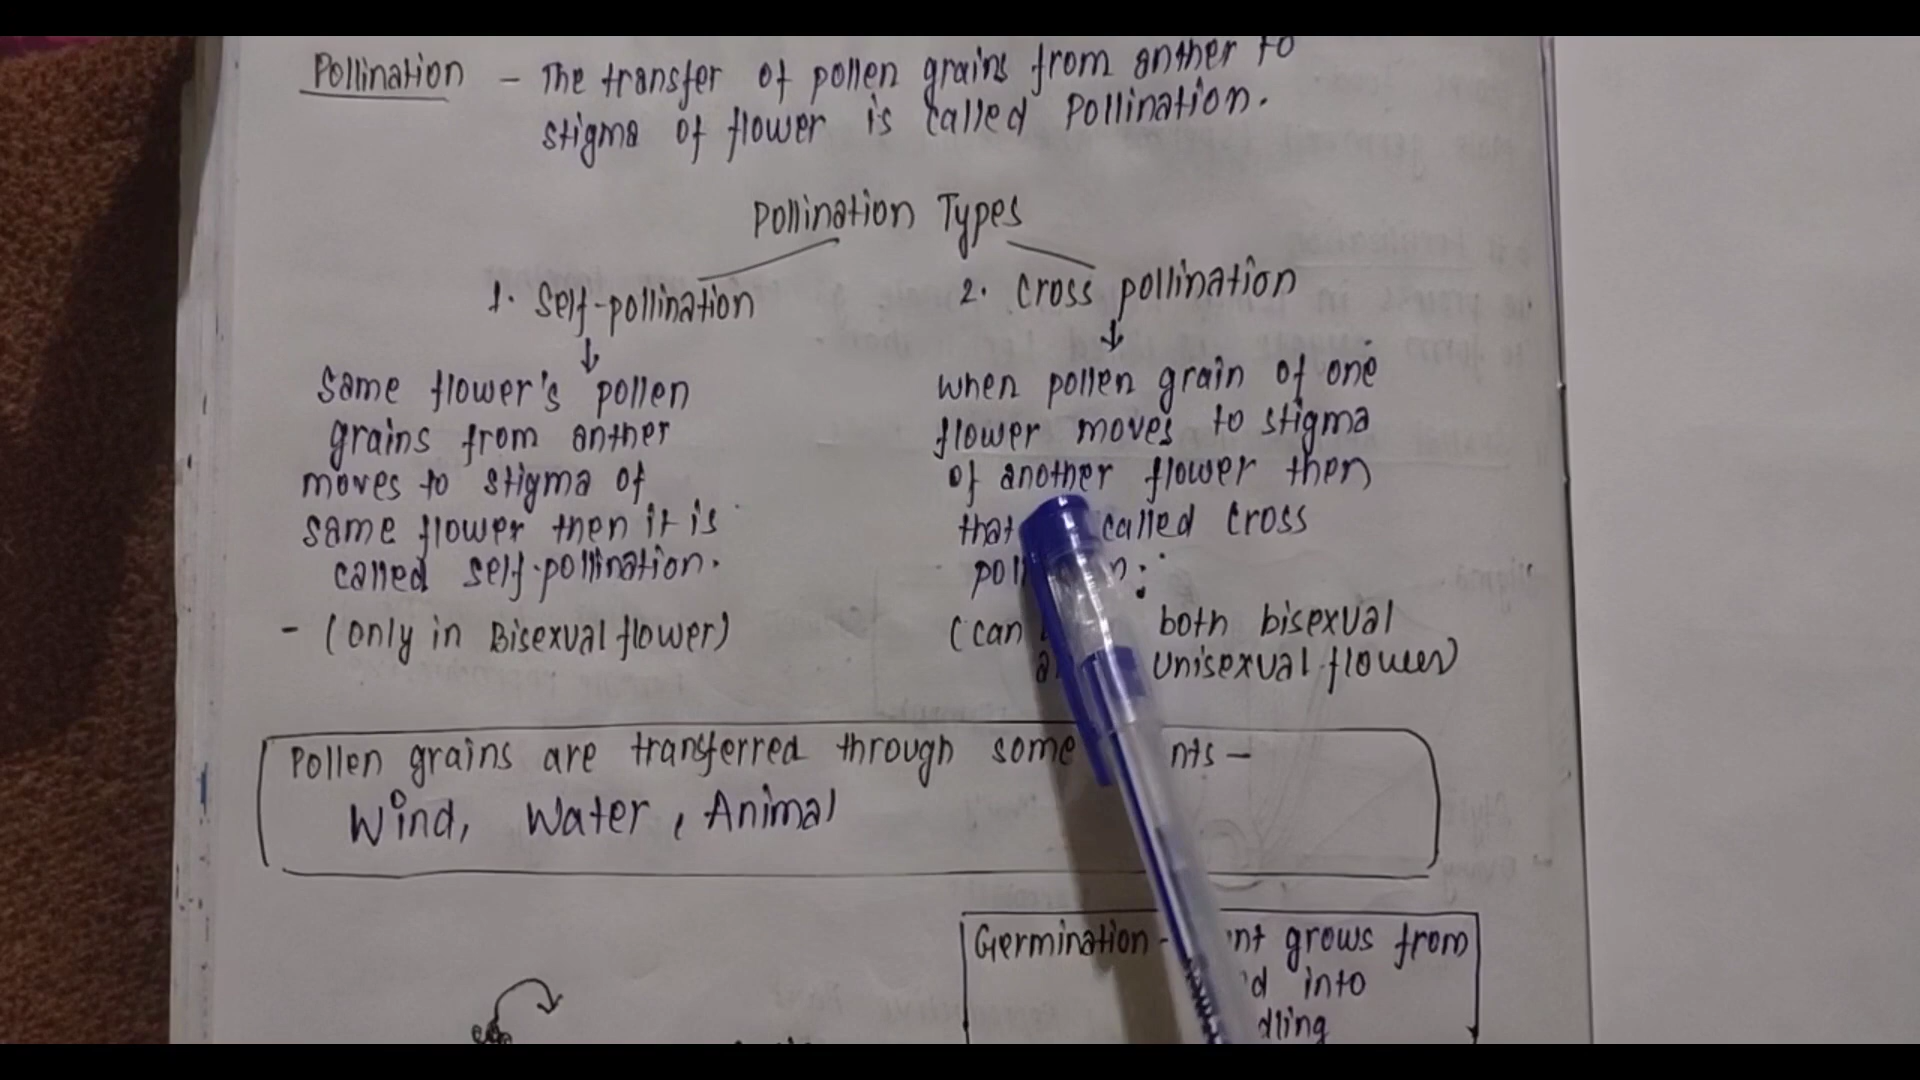 Pollination - The transfer of pollen grains from anther to
stigma of flower is called Pollination.
Pollination Types
1. Self-pollination
2. Cross pollination
Same flower's pollen
grains from anther
moves to stigma of
same flower then it is
called self-pollination.
- (only in Bisexual flower)
when pollen grain of one
flower moves to stigma
of another flower then
that called cross
(can both bisexual
unisexual flower)
Pollen grains are transferred through some
Wind, Water, Animal
Germination - grows from
into